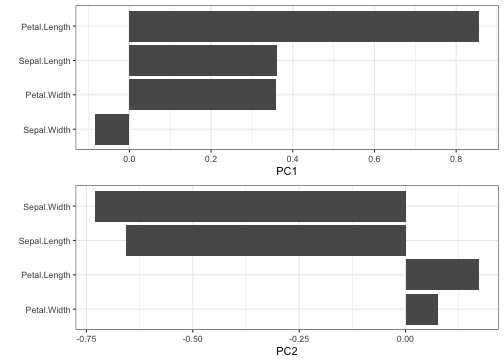 Petal.Length
Sepal.Length
Petal.Width
Sepal.Width
0.0 0.2 0.4 0.6 0.8
PC1
Sepal.Width
Sepal.Length
Petal.Length
Petal.Width
-0.75 -0.50 -0.25 0.00
PC2